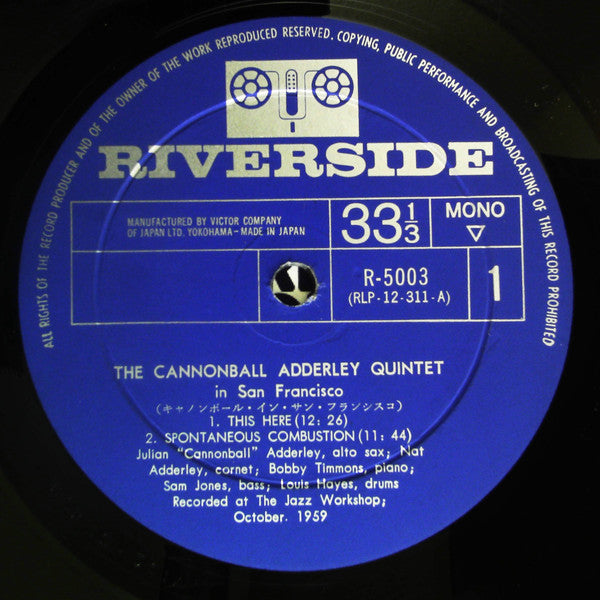 ALL RIGHTS OF THE RECORD PRODUCER AND OF THE OWNER OF THE WORK REPRODUCED RESERVED. COPYING, PUBLIC PERFORMANCE AND BROADCASTING OF THIS RECORD PROHIBITED
RIVERSIDE
MANUFACTURED BY VICTOR COMPANY
OF JAPAN LTD. YOKOHAMA—MADE IN JAPAN
33 1/3
MONO
▽
R-5003
(RLP-12-311-A)
1
THE CANNONBALL ADDERLEY QUINTET
in San Francisco
(キャノンボール・イン・サン・フランシスコ)
1. THIS HERE (12: 26)
2. SPONTANEOUS COMBUSTION (11: 44)
Julian "Cannonball" Adderley, alto sax; Nat
Adderley, cornet; Bobby Timmons, piano;
Sam Jones, bass; Louis Hayes, drums
Recorded at The Jazz Workshop;
October. 1959